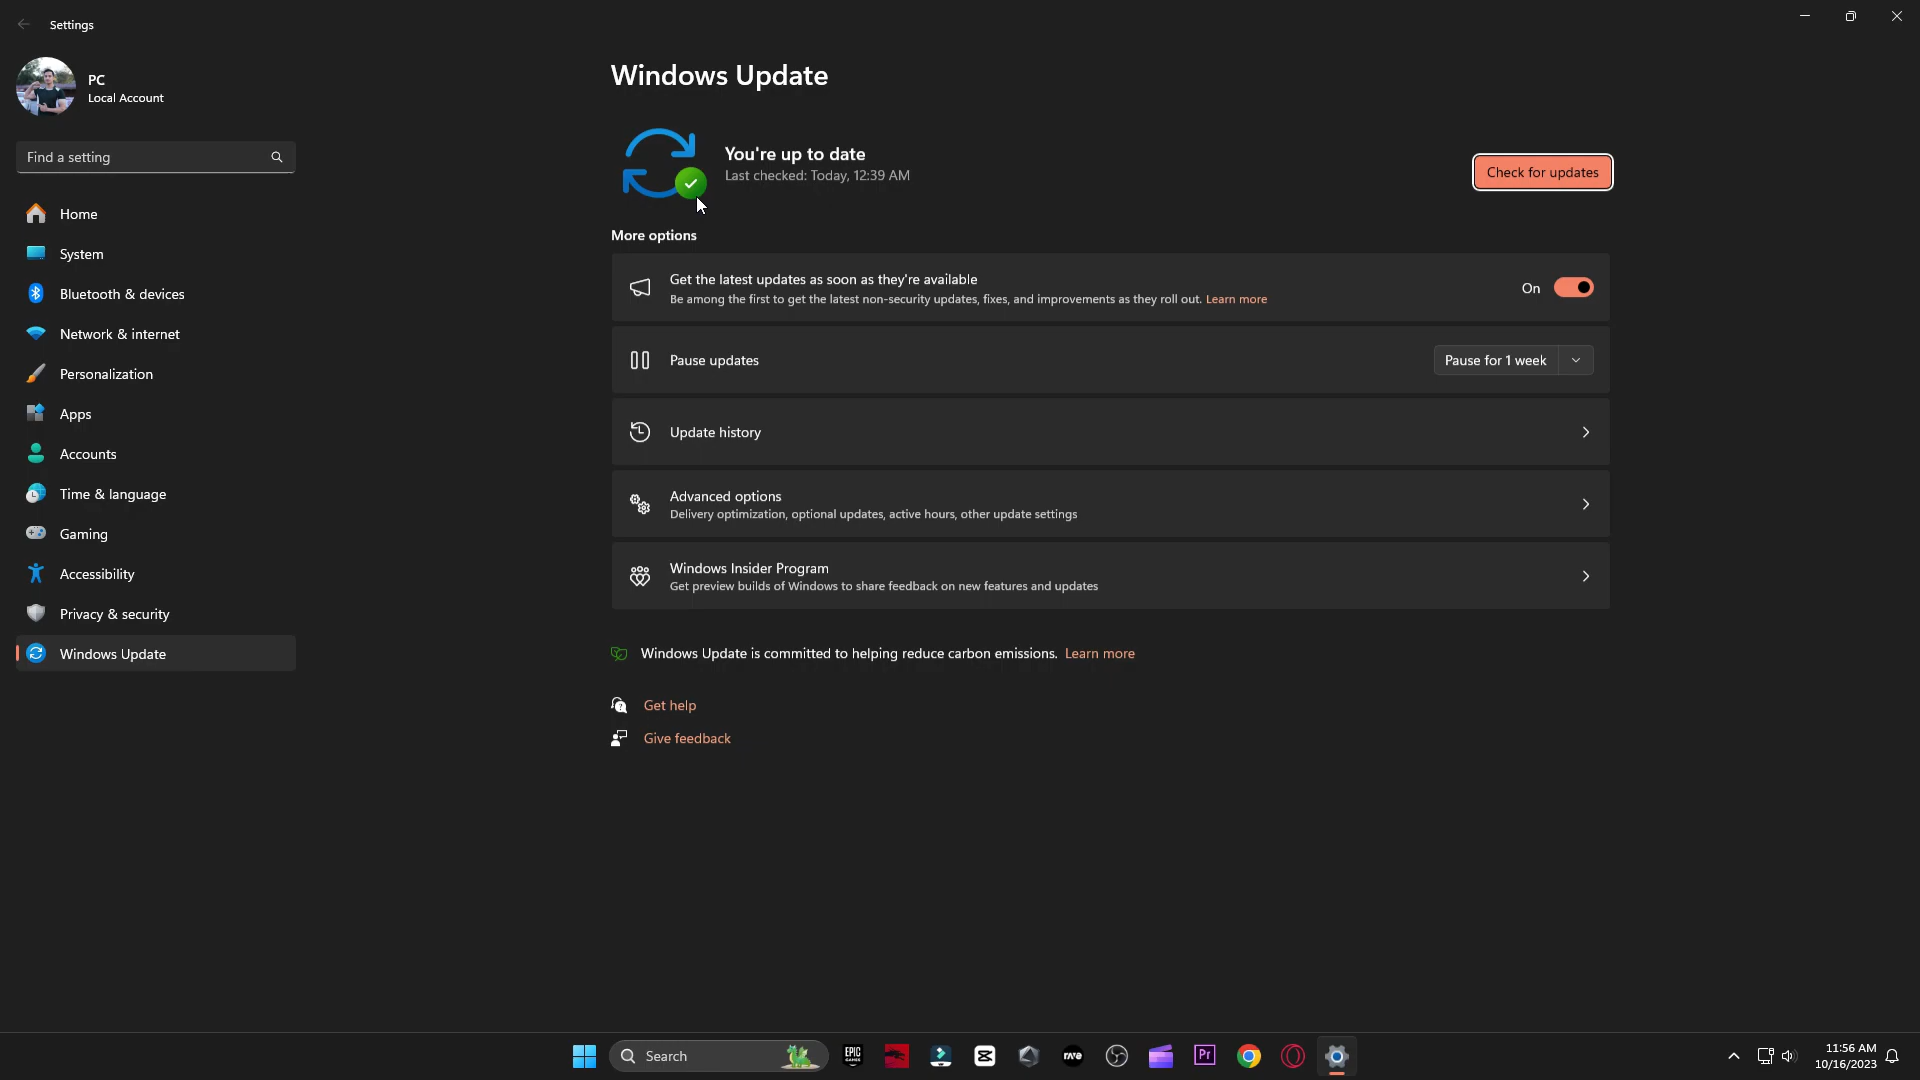 Settings
PC
Local Account
Find a setting
Home
System
Bluetooth & devices
Network & internet
Personalization
Apps
Accounts
Time & language
Gaming
Accessibility
Privacy & security
Windows Update
Windows Update
You're up to date
Last checked: Today, 12:39 AM
Check for updates
More options
Get the latest updates as soon as they're available
Be among the first to get the latest non-security updates, fixes, and improvements as they roll out. Learn more
On
Pause updates
Pause for 1 week
Update history
Advanced options
Delivery optimization, optional updates, active hours, other update settings
Windows Insider Program
Get preview builds of Windows to share feedback on new features and updates
Windows Update is committed to helping reduce carbon emissions. Learn more
Get help
Give feedback
Search
EPIC
GAMES
rave
Pr
11:56 AM
10/16/2023